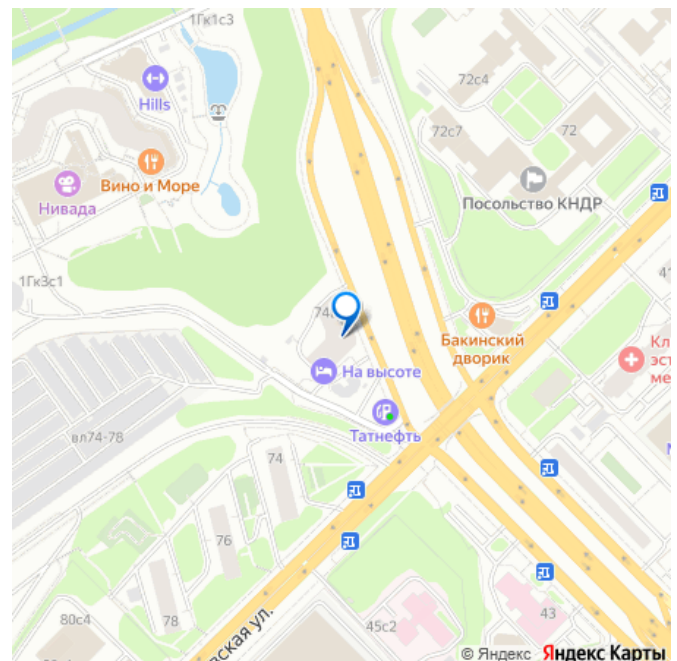 1Гк1с3
Hills
72с4
72с7
72
Вино и Море
Нивада
Посольство КНДР
1Гк3с1
Бакинский
дворик
На высоте
Татнефть
вл74-78
74
76
78
80с4
45с2
43
© Яндекс Яндекс Карты